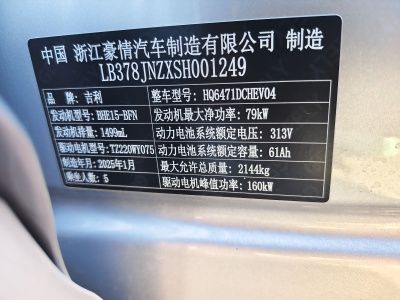 中国 浙江豪情汽车制造有限公司 制造
LB378JNZXSH001249
品牌：吉利 整车型号：HQ6471DCHEV04
发动机型号：BHE15-BFN 发动机最大净功率：79kW
发动机排量：1499mL 动力电池系统额定电压：313V
驱动电机型号：TZ220WY075 动力电池系统额定容量：61Ah
制造年月：2025年1月 最大允许总质量：2144kg
乘坐人数：5 驱动电机峰值功率：160kW